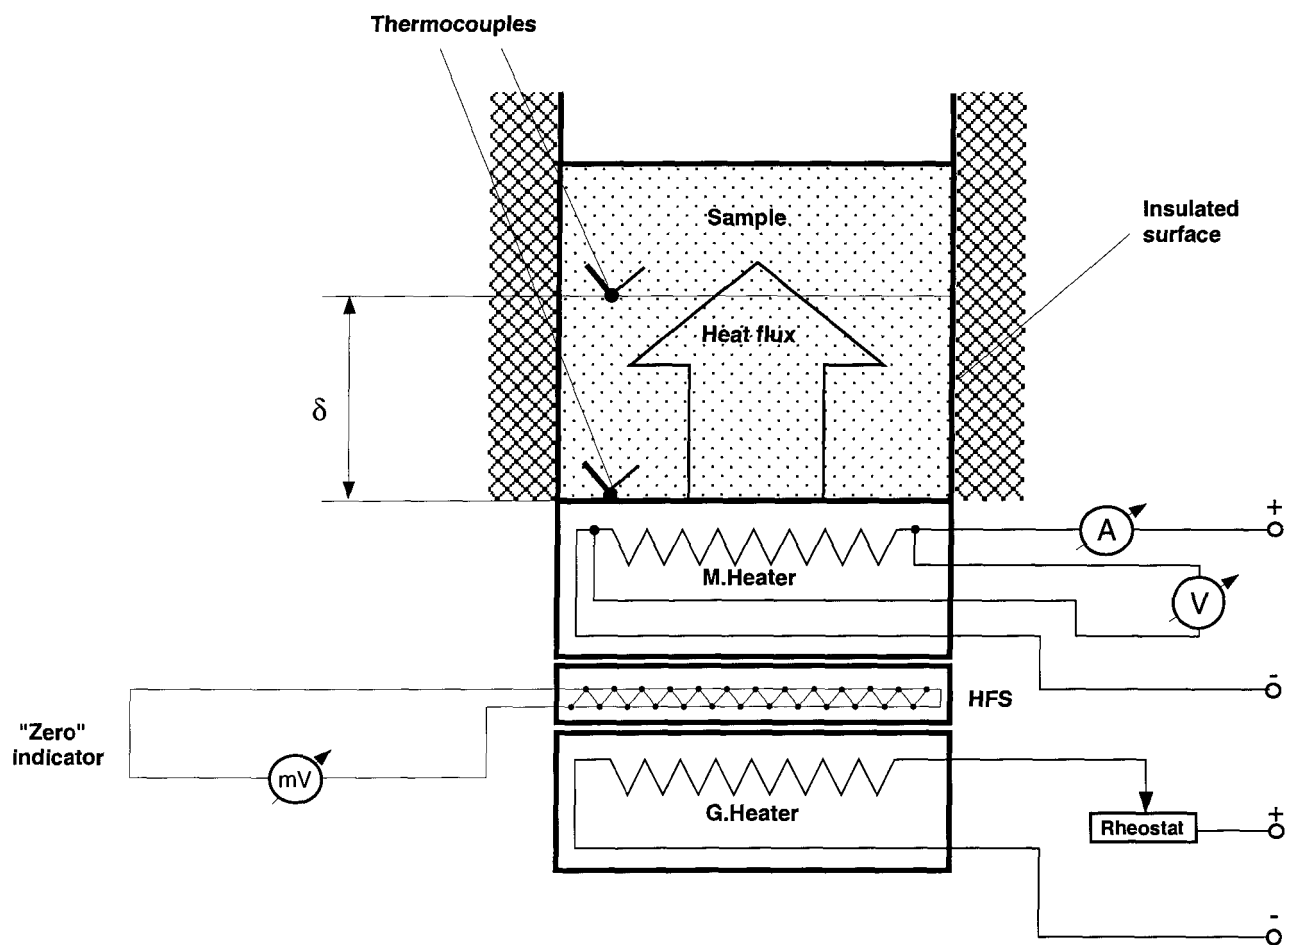 Thermocouples
Sample
Insulated
surface
Heat flux
δ
+
A
M.Heater
V
-
HFS
"Zero"
indicator
mV
G.Heater
+
Rheostat
-